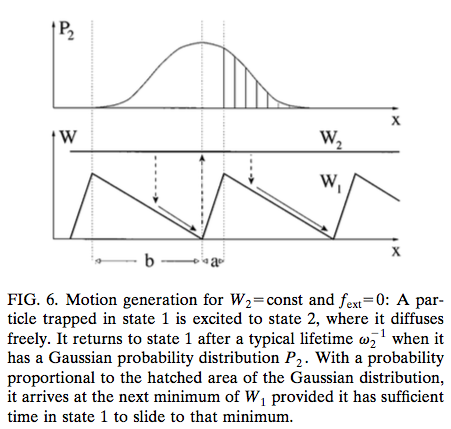 P₂
x
W
W₂
W₁
x
b
a
FIG. 6. Motion generation for W₂=const and fₑₓₜ=0: A par-
ticle trapped in state 1 is excited to state 2, where it diffuses
freely. It returns to state 1 after a typical lifetime ω₂⁻¹ when it
has a Gaussian probability distribution P₂. With a probability
proportional to the hatched area of the Gaussian distribution,
it arrives at the next minimum of W₁ provided it has sufficient
time in state 1 to slide to that minimum.